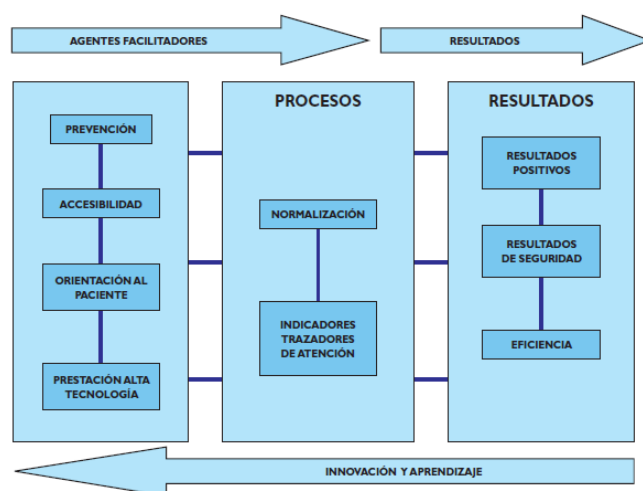 AGENTES FACILITADORES
RESULTADOS
PREVENCIÓN
ACCESIBILIDAD
ORIENTACIÓN AL
PACIENTE
PRESTACIÓN ALTA
TECNOLOGÍA
PROCESOS
NORMALIZACIÓN
INDICADORES
TRAZADORES
DE ATENCIÓN
RESULTADOS
RESULTADOS
POSITIVOS
RESULTADOS
DE SEGURIDAD
EFICIENCIA
INNOVACIÓN Y APRENDIZAJE